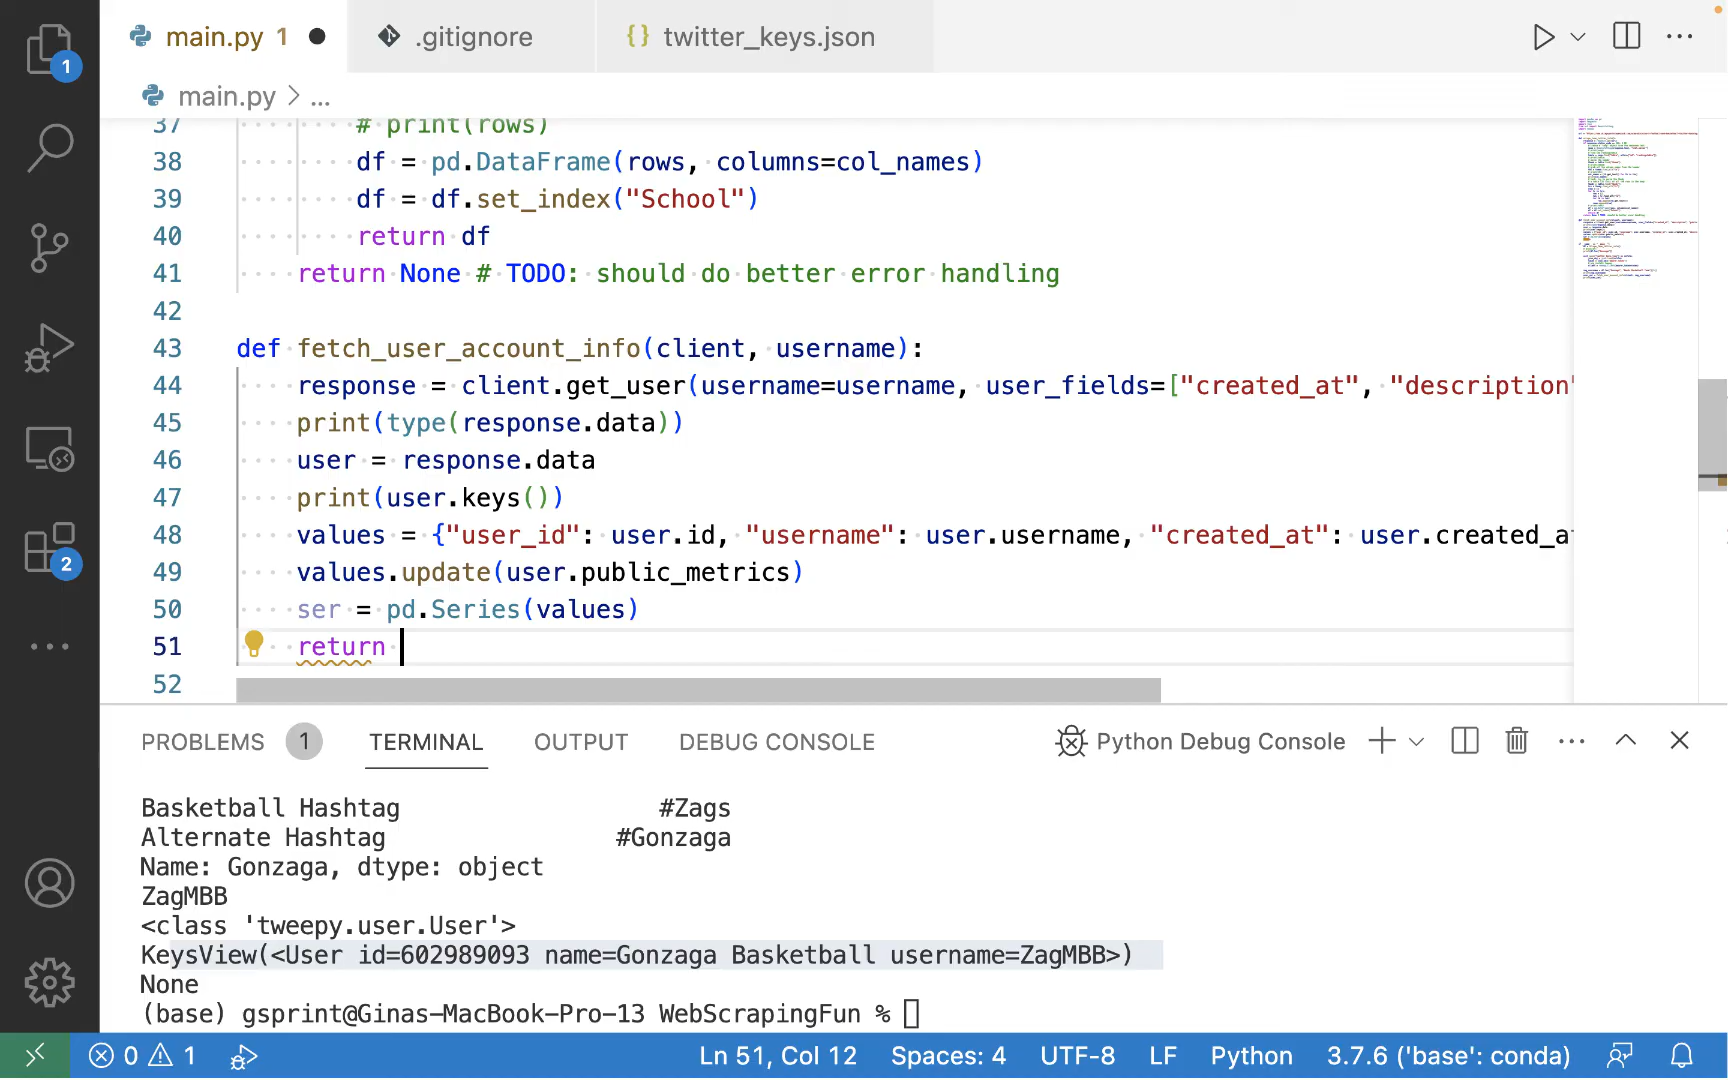 main.py 1 .gitignore {} twitter_keys.json
1
main.py > ...
37 # print(rows)
38 df = pd.DataFrame(rows, columns=col_names)
39 df = df.set_index("School")
40 return df
41 return None # TODO: should do better error handling
42
43 def fetch_user_account_info(client, username):
44 response = client.get_user(username=username, user_fields=["created_at", "description"
45 print(type(response.data))
46 user = response.data
47 print(user.keys())
48 values = {"user_id": user.id, "username": user.username, "created_at": user.created_at
49 values.update(user.public_metrics)
50 ser = pd.Series(values)
51 return
52
2
PROBLEMS 1 TERMINAL OUTPUT DEBUG CONSOLE Python Debug Console
Basketball Hashtag #Zags
Alternate Hashtag #Gonzaga
Name: Gonzaga, dtype: object
ZagMBB
<class 'tweepy.user.User'>
KeysView(<User id=602989093 name=Gonzaga Basketball username=ZagMBB>)
None
(base) gsprint@Ginas-MacBook-Pro-13 WebScrapingFun %
0 1 Ln 51, Col 12 Spaces: 4 UTF-8 LF Python 3.7.6 ('base': conda)